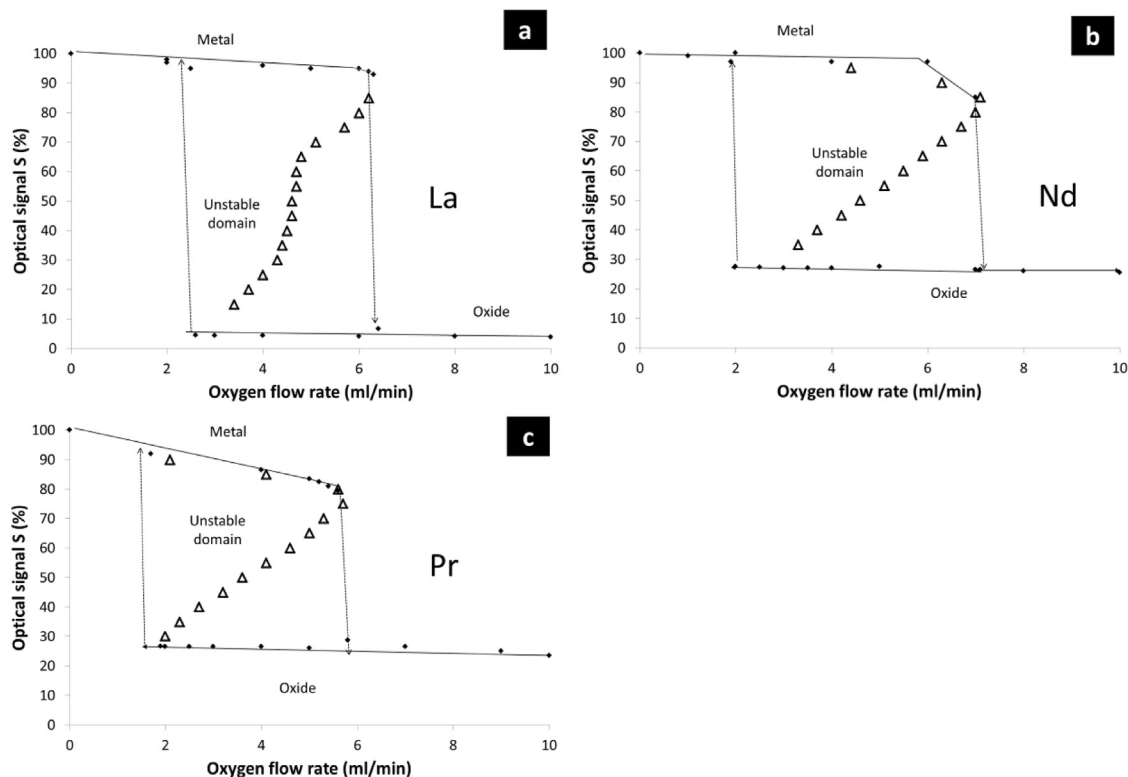 a
Metal
100
90
80
70
60
50
40
30
20
10
0
Optical signal S (%)
Unstable
domain
La
Oxide
0 2 4 6 8 10
Oxygen flow rate (ml/min)
b
Metal
100
90
80
70
60
50
40
30
20
10
0
Optical signal S (%)
Unstable
domain
Nd
Oxide
0 2 4 6 8 10
Oxygen flow rate (ml/min)
c
Metal
100
90
80
70
60
50
40
30
20
10
0
Optical signal S (%)
Unstable
domain
Pr
Oxide
0 2 4 6 8 10
Oxygen flow rate (ml/min)